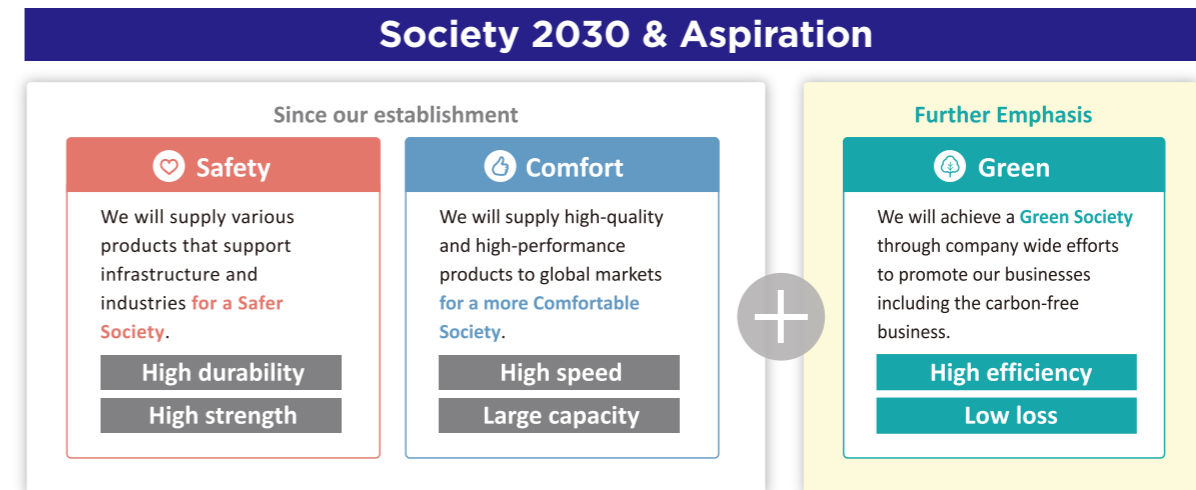 Society 2030 & Aspiration
Since our establishment
Safety
We will supply various
products that support
infrastructure and
industries for a Safer
Society.
High durability
High strength
Comfort
We will supply high-quality
and high-performance
products to global markets
for a more Comfortable
Society.
High speed
Large capacity
Further Emphasis
Green
We will achieve a Green Society
through company wide efforts
to promote our businesses
including the carbon-free
business.
High efficiency
Low loss